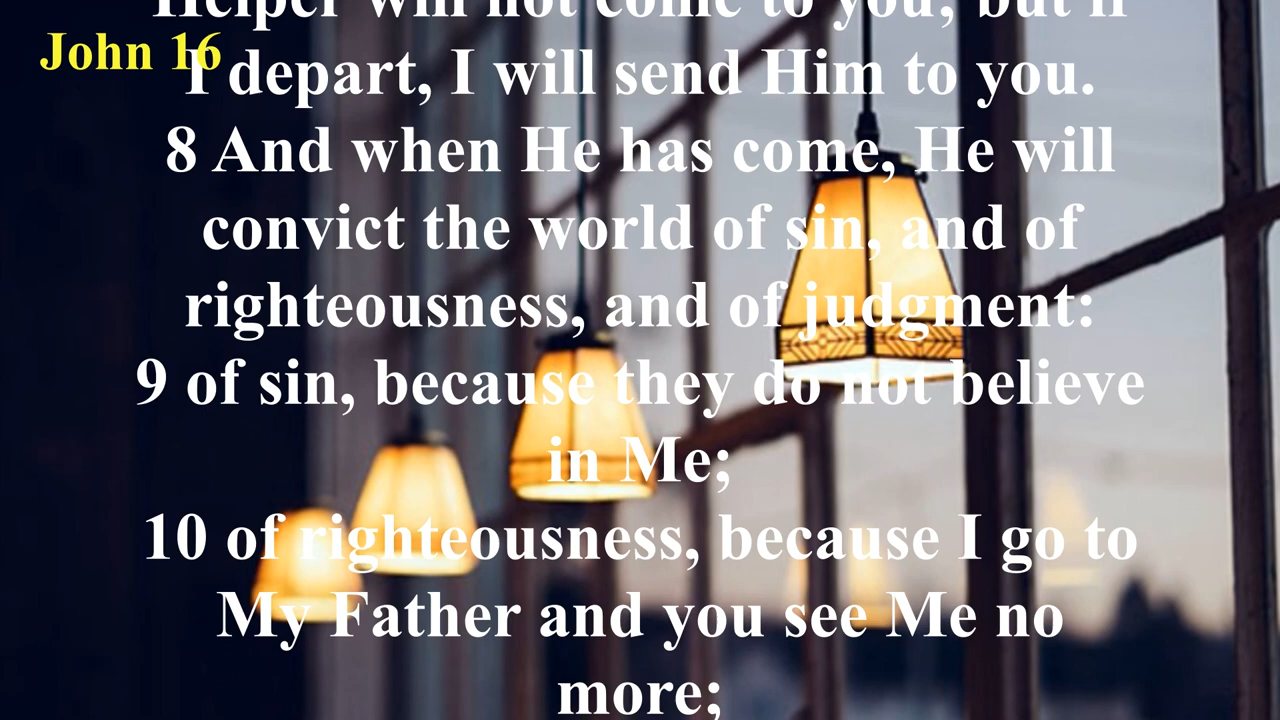 Helper will not come to you; but if
John 16
I depart, I will send Him to you.
8 And when He has come, He will
convict the world of sin, and of
righteousness, and of judgment:
9 of sin, because they do not believe
in Me;
10 of righteousness, because I go to
My Father and you see Me no
more;